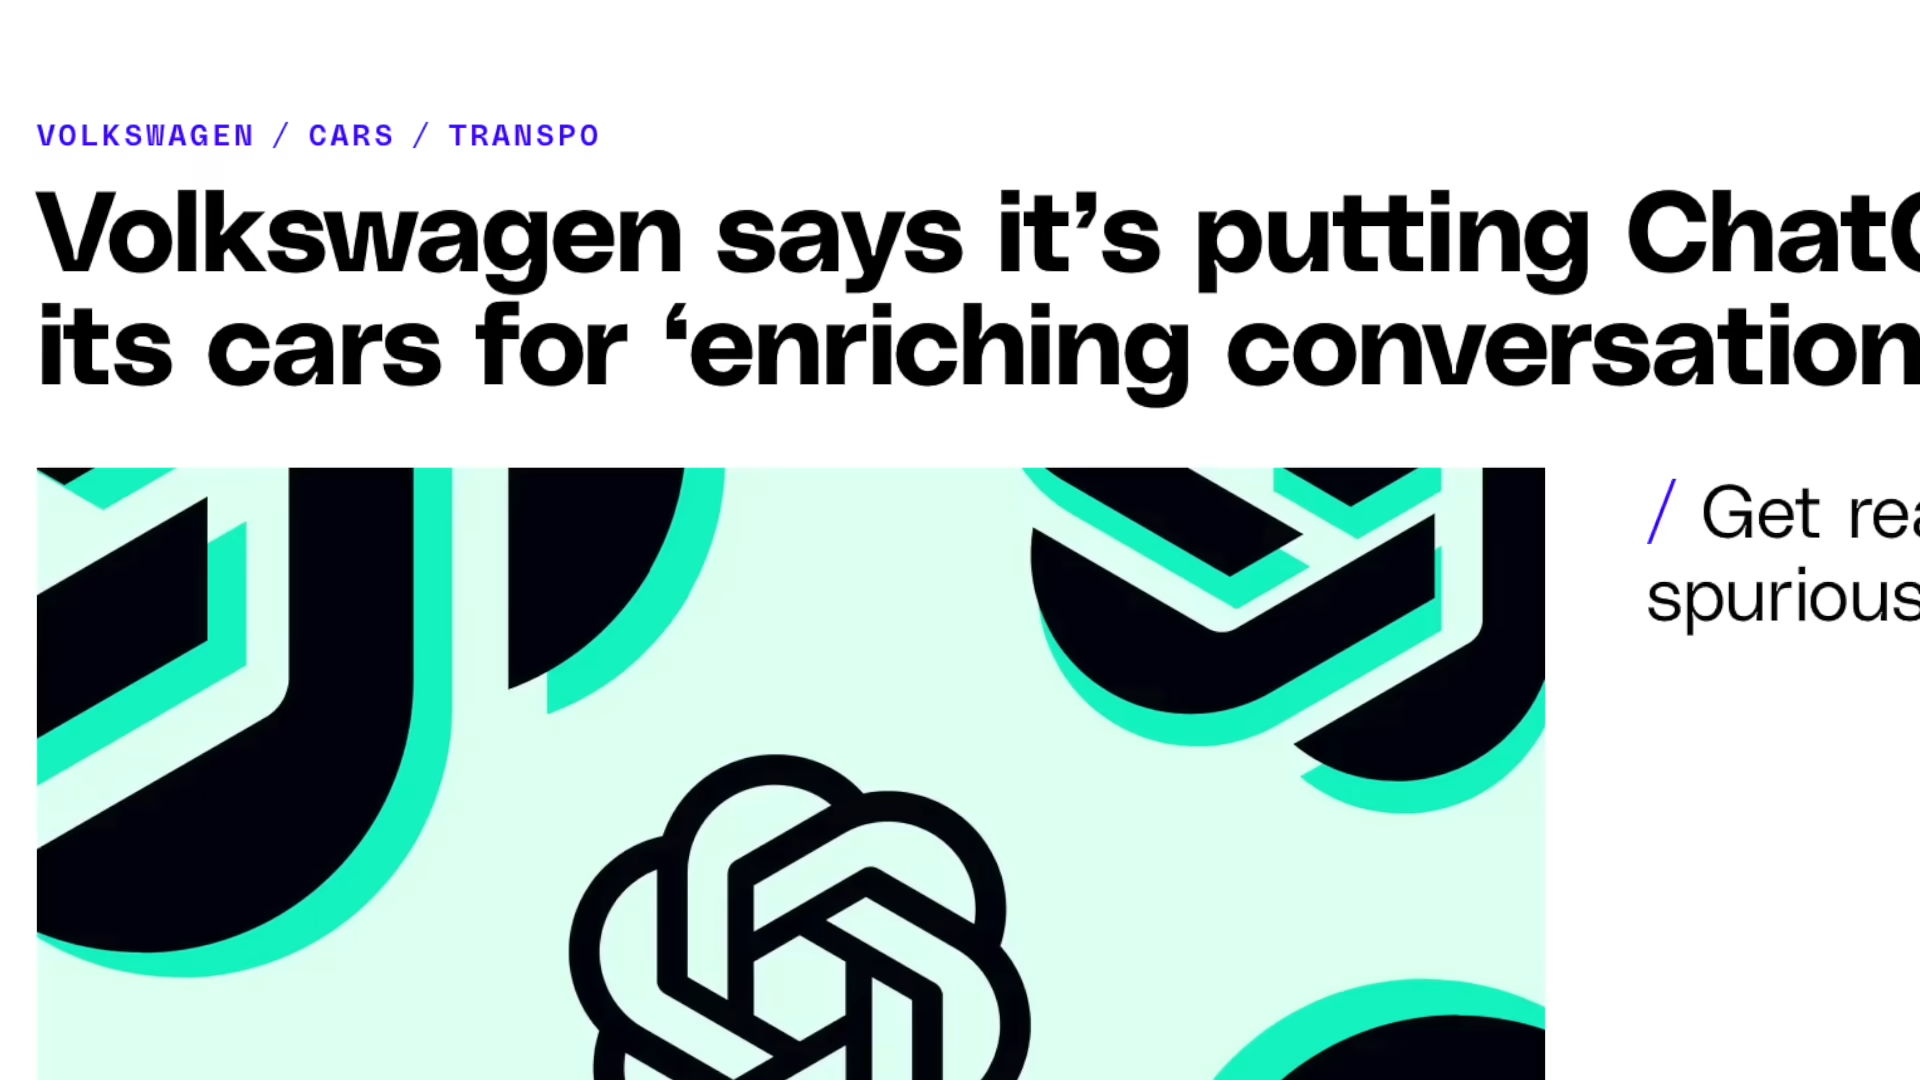 VOLKSWAGEN / CARS / TRANSPO
Volkswagen says it’s putting Chat
its cars for ‘enriching conversation
/ Get rea
spurious